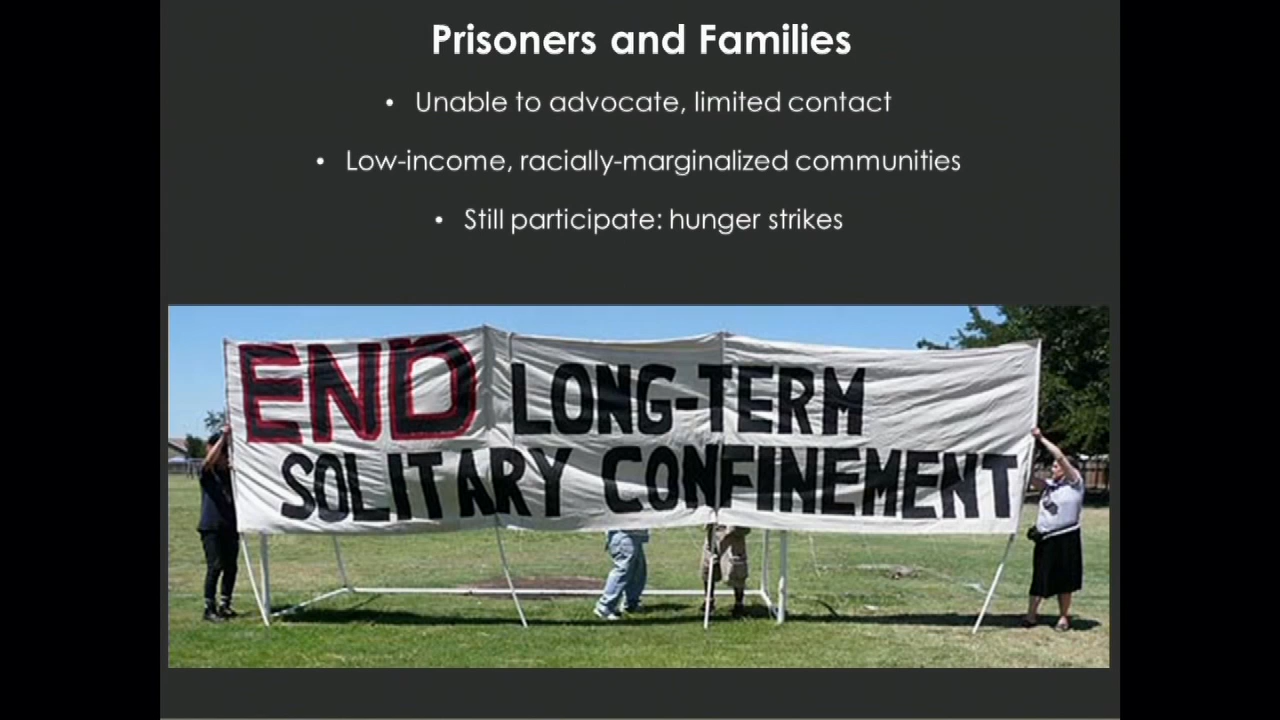 Prisoners and Families
• Unable to advocate, limited contact
• Low-income, racially-marginalized communities
• Still participate: hunger strikes
END LONG-TERM
SOLITARY CONFINEMENT